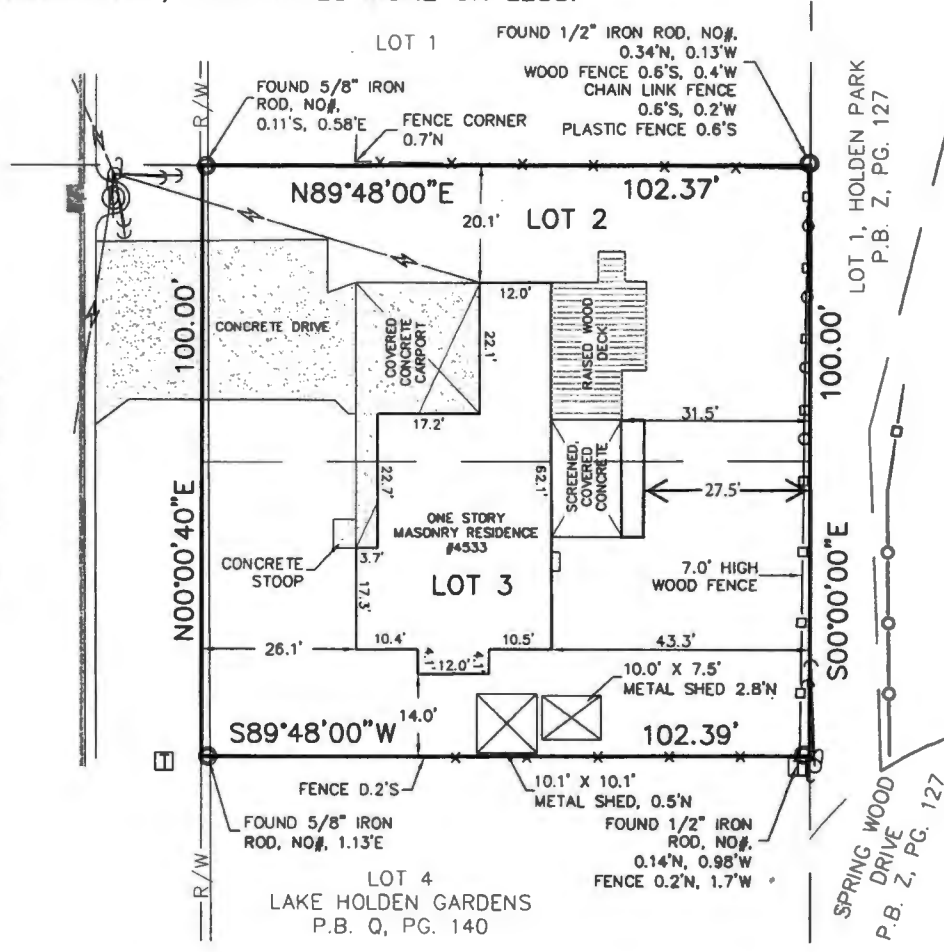 LOT 1
FOUND 1/2" IRON ROD, NO#,
0.34'N, 0.13'W
WOOD FENCE 0.6'S, 0.4'W
CHAIN LINK FENCE
0.6'S, 0.2'W
PLASTIC FENCE 0.6'S
FOUND 5/8" IRON
ROD, NO#,
0.11'S, 0.58'E
FENCE CORNER
0.7'N
R/W
LOT 1, HOLDEN PARK
P.B. Z, PG. 127
N89°48'00"E
102.37'
LOT 2
20.1'
12.0'
CONCRETE DRIVE
COVERED
CONCRETE
CARPORT
22.1'
RAISED WOOD
DECK
100.00'
100.00'
17.2'
31.5'
22.7'
62.1'
SCREENED,
COVERED
CONCRETE
27.5'
N00°00'40"E
ONE STORY
MASONRY RESIDENCE
#4533
LOT 3
CONCRETE
STOOP
3.7'
17.3'
7.0' HIGH
WOOD FENCE
S00°00'00"E
26.1'
10.4'
4.1'
12.0'
4.1'
10.5'
43.3'
10.0' X 7.5'
METAL SHED 2.8'N
14.0'
S89°48'00"W
102.39'
T
FENCE 0.2'S
10.1' X 10.1'
METAL SHED, 0.5'N
FOUND 5/8" IRON
ROD, NO#, 1.13'E
FOUND 1/2" IRON
ROD, NO#,
0.14'N, 0.98'W
FENCE 0.2'N, 1.7'W
R/W
LOT 4
LAKE HOLDEN GARDENS
P.B. Q, PG. 140
SPRING WOOD
DRIVE
P.B. Z, PG. 127